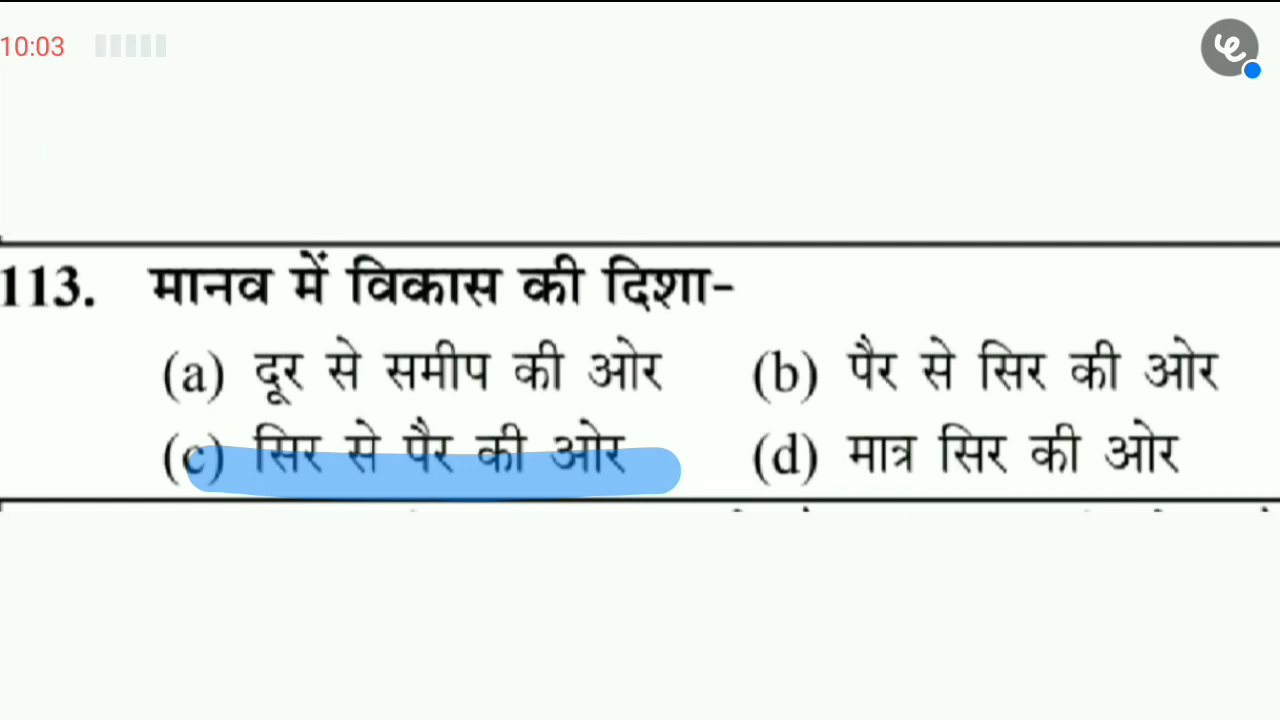 10:03
113. मानव में विकास की दिशा-
(a) दूर से समीप की ओर (b) पैर से सिर की ओर
(c) सिर से पैर की ओर (d) मात्र सिर की ओर